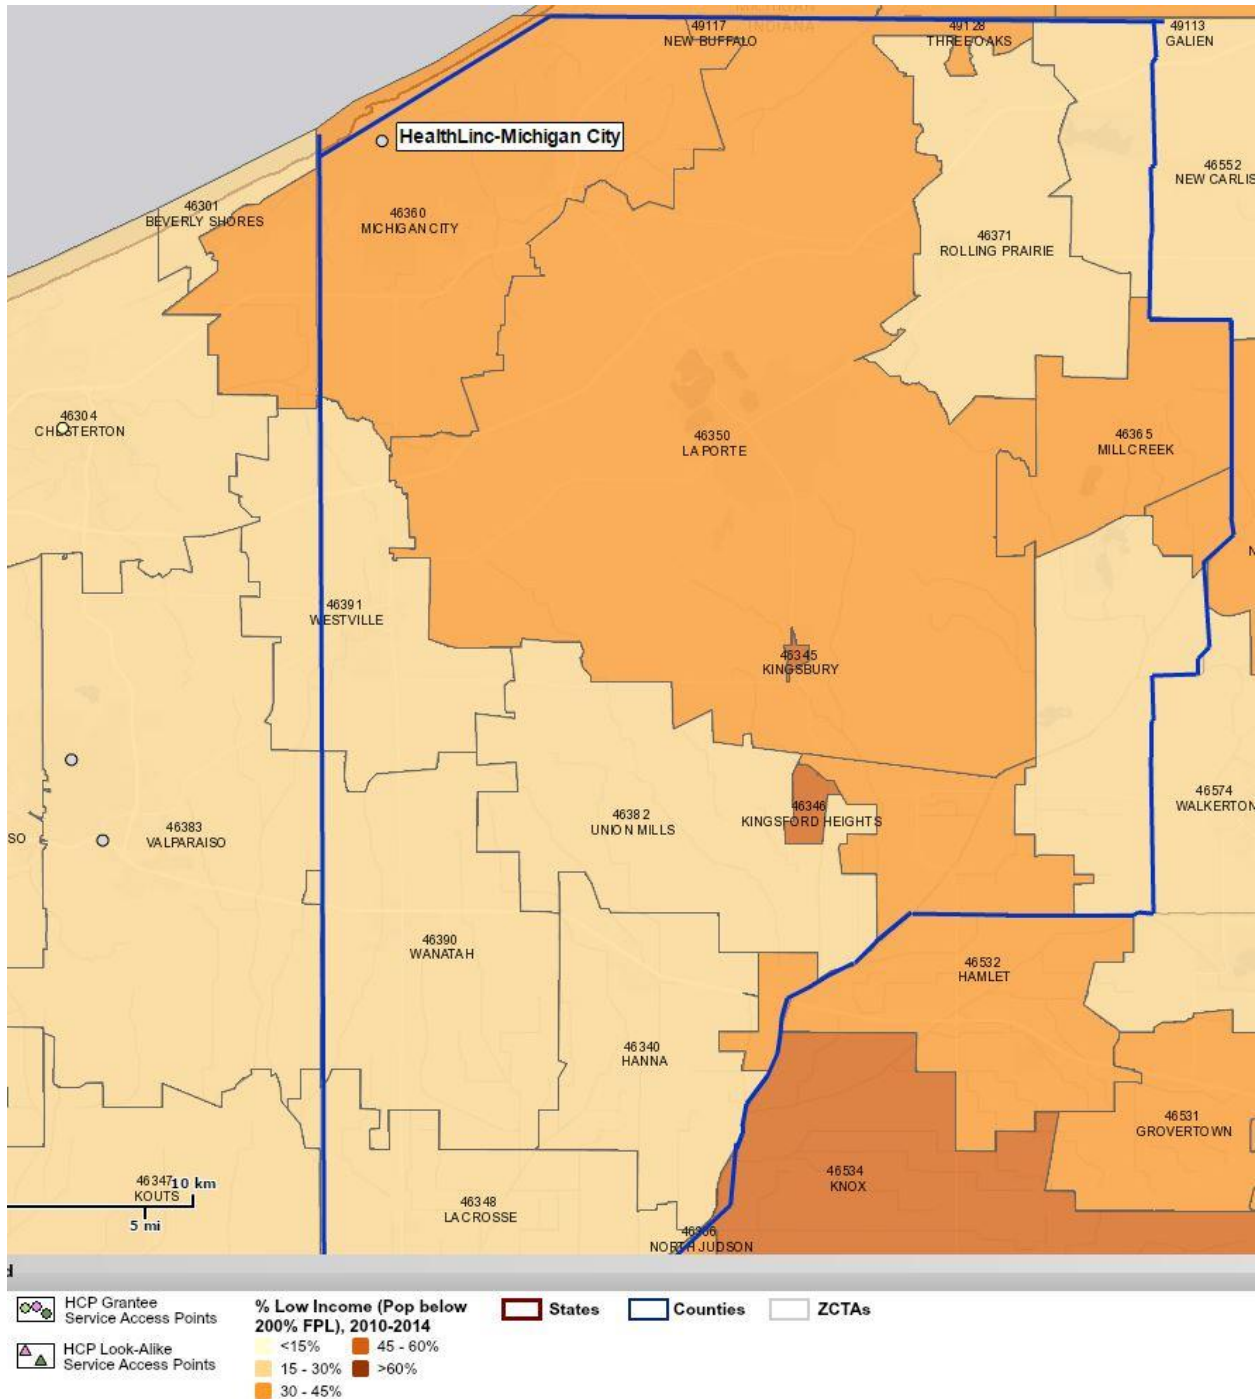 MICHIGAN
INDIANA
49117
NEW BUFFALO
49128
THREE OAKS
49113
GALIEN
HealthLinc-Michigan City
46552
NEW CARLIS
46301
BEVERLY SHORES
46360
MICHIGAN CITY
46371
ROLLING PRAIRIE
46304
CHESTERTON
46350
LA PORTE
46365
MILL CREEK
N
46391
WESTVILLE
46345
KINGSBURY
46574
WALKERTON
46382
UNION MILLS
46346
KINGSFORD HEIGHTS
SO
46383
VALPARAISO
46390
WANATAH
46532
HAMLET
46340
HANNA
46531
GROVERTOWN
46534
KNOX
46347
KOUTS
10 km
5 mi
46348
LACROSSE
NORTH JUDSON
d
HCP Grantee
Service Access Points
HCP Look-Alike
Service Access Points
% Low Income (Pop below
200% FPL), 2010-2014
<15%
15 - 30%
30 - 45%
45 - 60%
>60%
States
Counties
ZCTAs